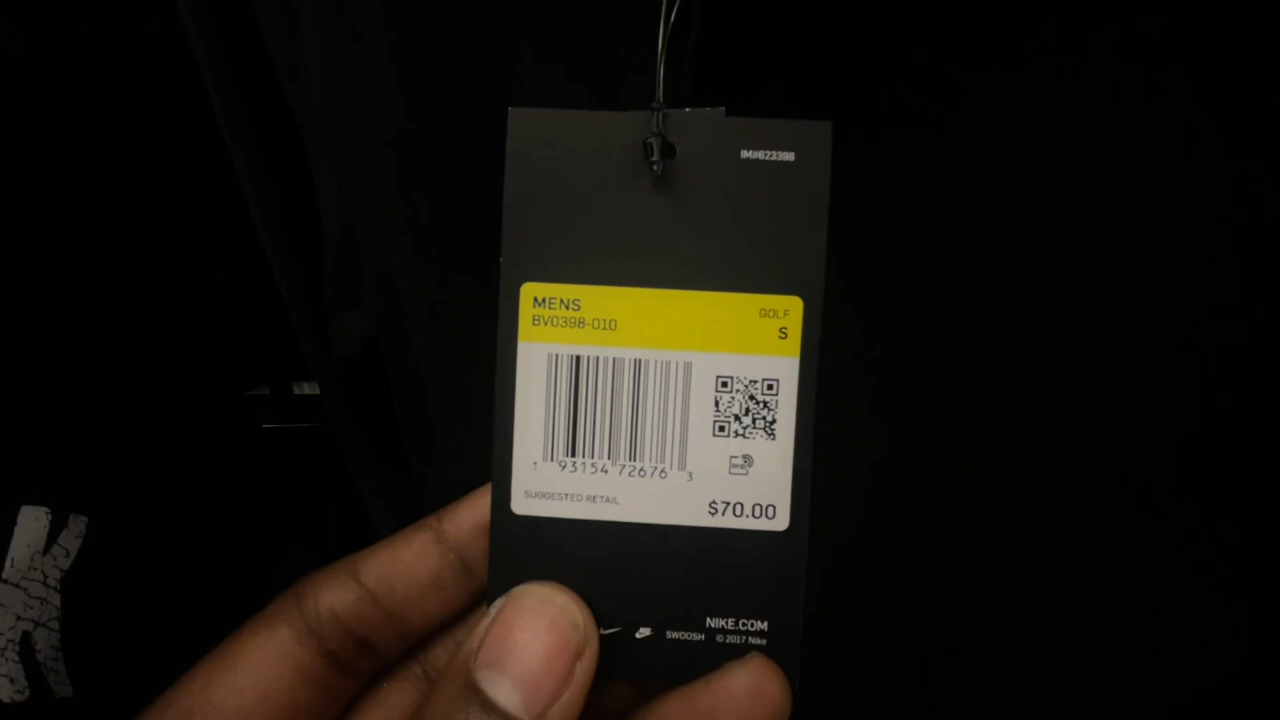 IM#623398
MENS
GOLF
BV0398-010
S
1 93154 72676 3
SUGGESTED RETAIL
$70.00
NIKE.COM
SWOOSH © 2017 Nike
K